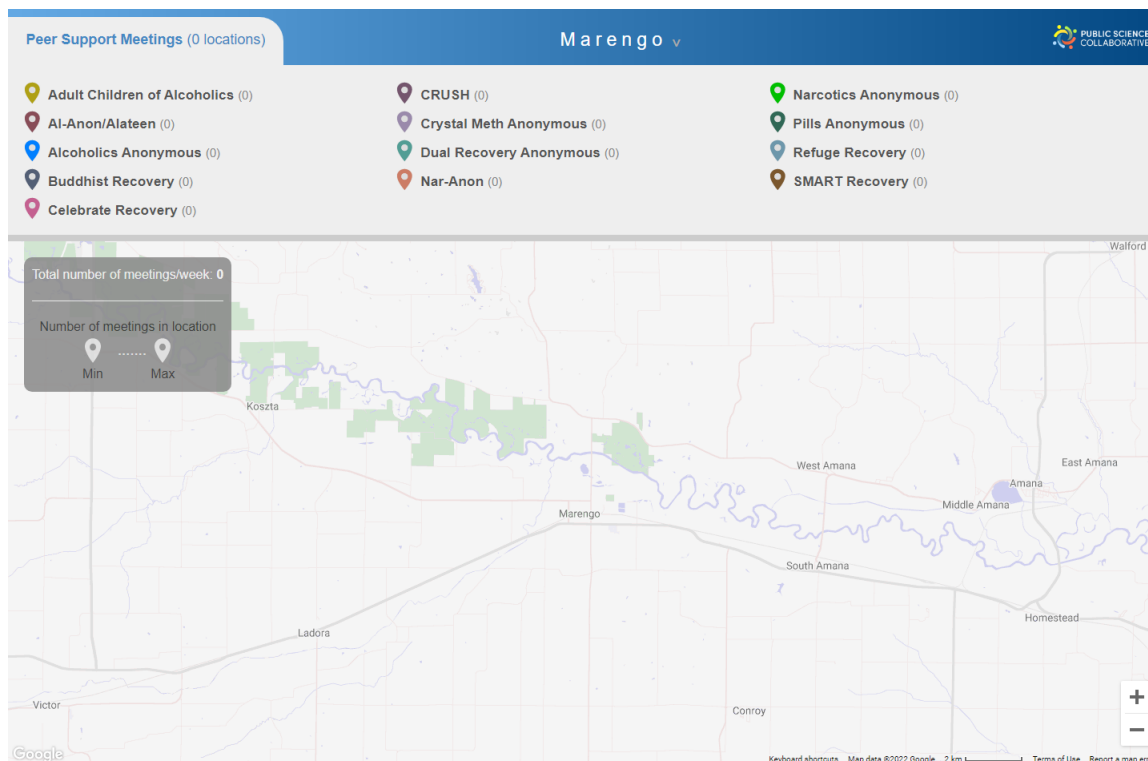 Peer Support Meetings (0 locations)
Marengo v
PUBLIC SCIENCE
COLLABORATIVE
Adult Children of Alcoholics (0)
Al-Anon/Alateen (0)
Alcoholics Anonymous (0)
Buddhist Recovery (0)
Celebrate Recovery (0)
CRUSH (0)
Crystal Meth Anonymous (0)
Dual Recovery Anonymous (0)
Nar-Anon (0)
Narcotics Anonymous (0)
Pills Anonymous (0)
Refuge Recovery (0)
SMART Recovery (0)
Total number of meetings/week: 0
Number of meetings in location
Min ....... Max
Walford
Koszta
West Amana
East Amana
Amana
Middle Amana
Marengo
South Amana
Homestead
Ladora
Victor
Conroy
+
−
Google
Keyboard shortcuts Map data ©2022 Google 2 km Terms of Use Report a map er